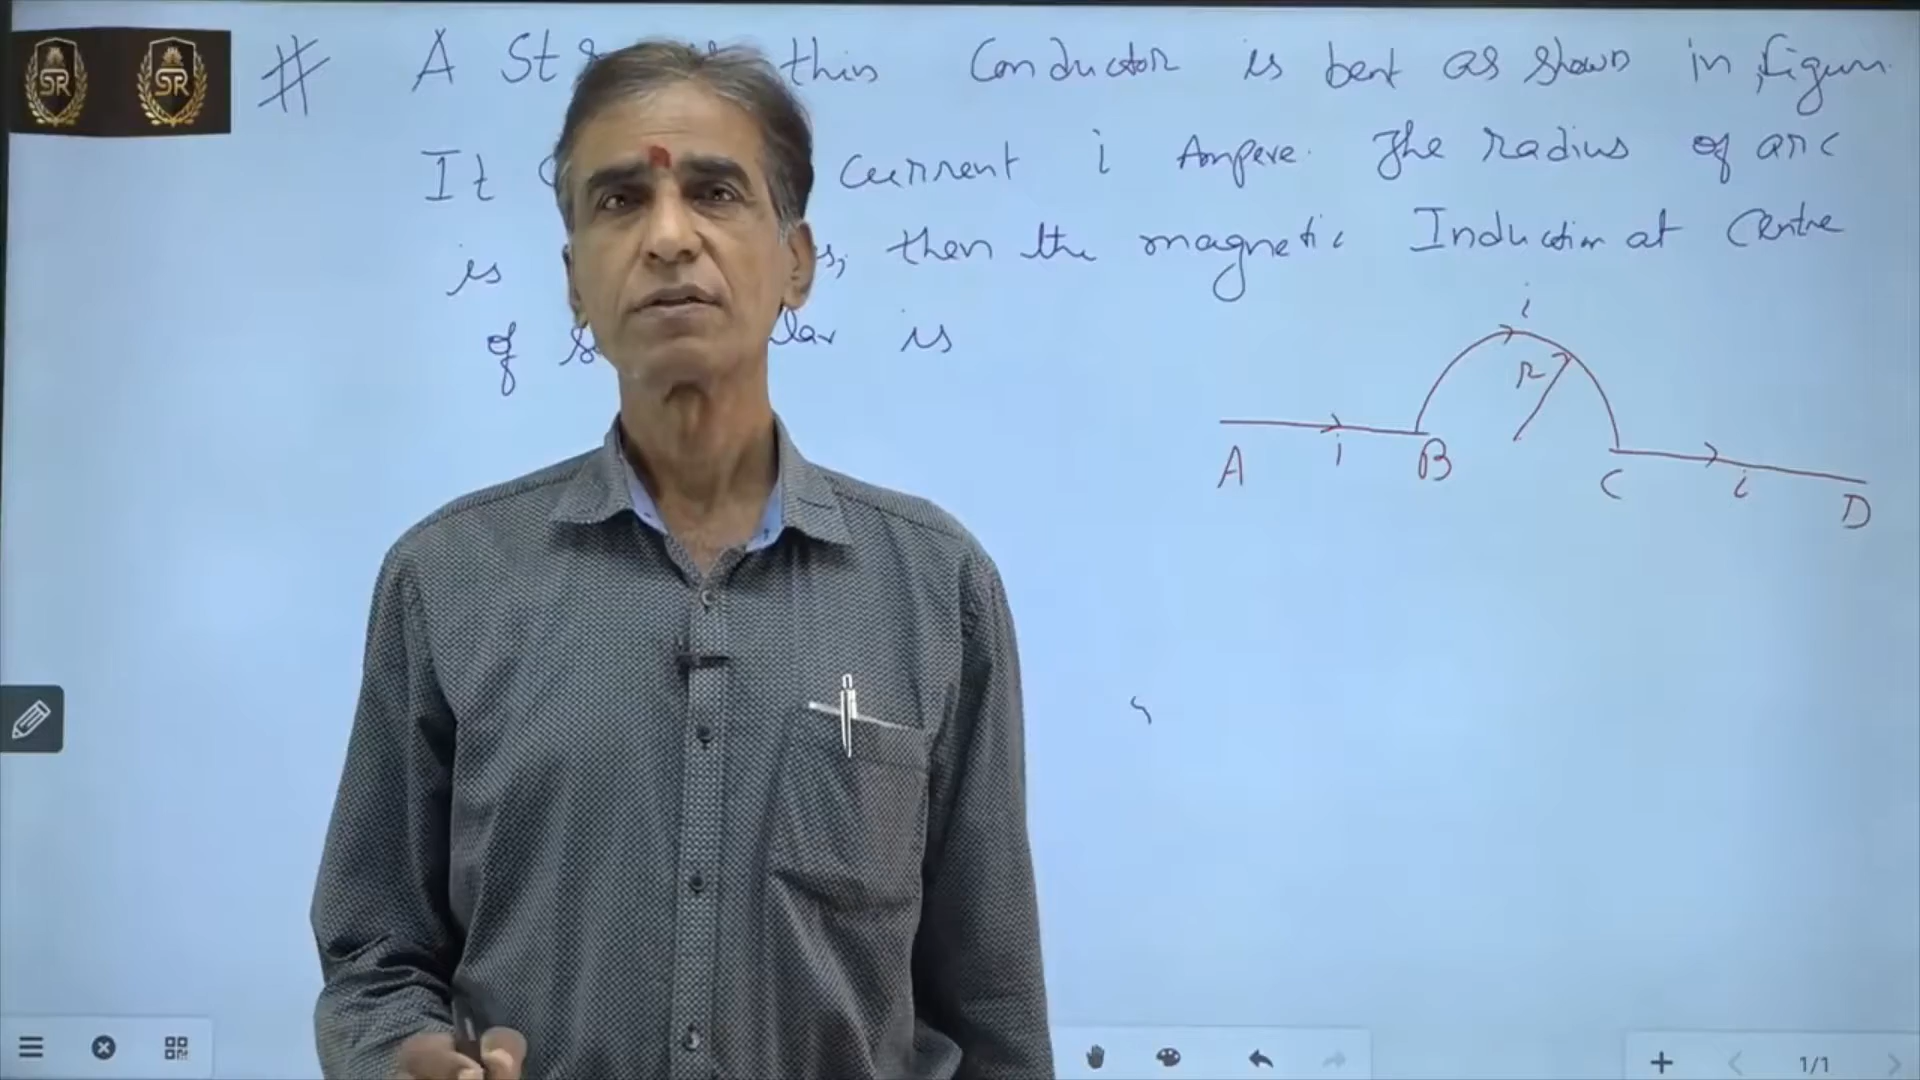 SR SR
# A St thin Conductor is bent as shown in figure.
It current i Ampere. The radius of arc
is then the magnetic Induction at Centre
of is
i
R
A i B C i D
1/1